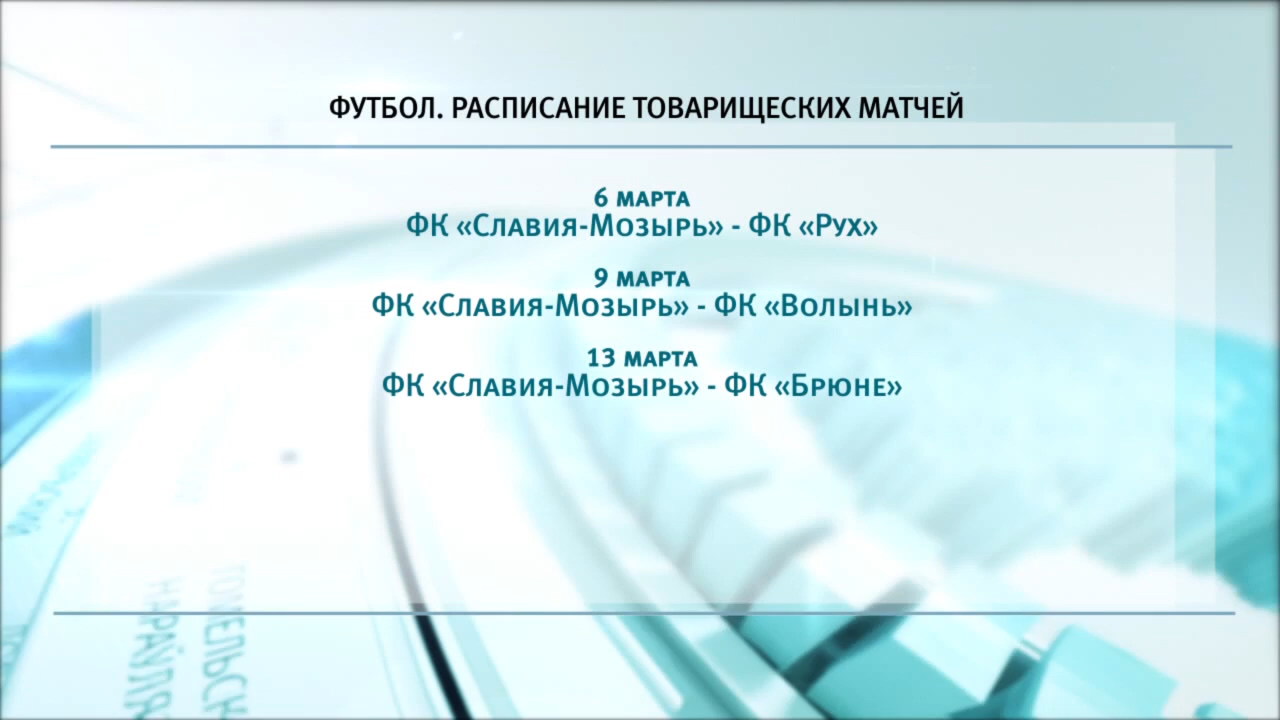 ФУТБОЛ. РАСПИСАНИЕ ТОВАРИЩЕСКИХ МАТЧЕЙ
6 МАРТА
ФК «СЛАВИЯ-МОЗЫРЬ» - ФК «РУХ»
9 МАРТА
ФК «СЛАВИЯ-МОЗЫРЬ» - ФК «ВОЛЫНЬ»
13 МАРТА
ФК «СЛАВИЯ-МОЗЫРЬ» - ФК «БРЮНЕ»